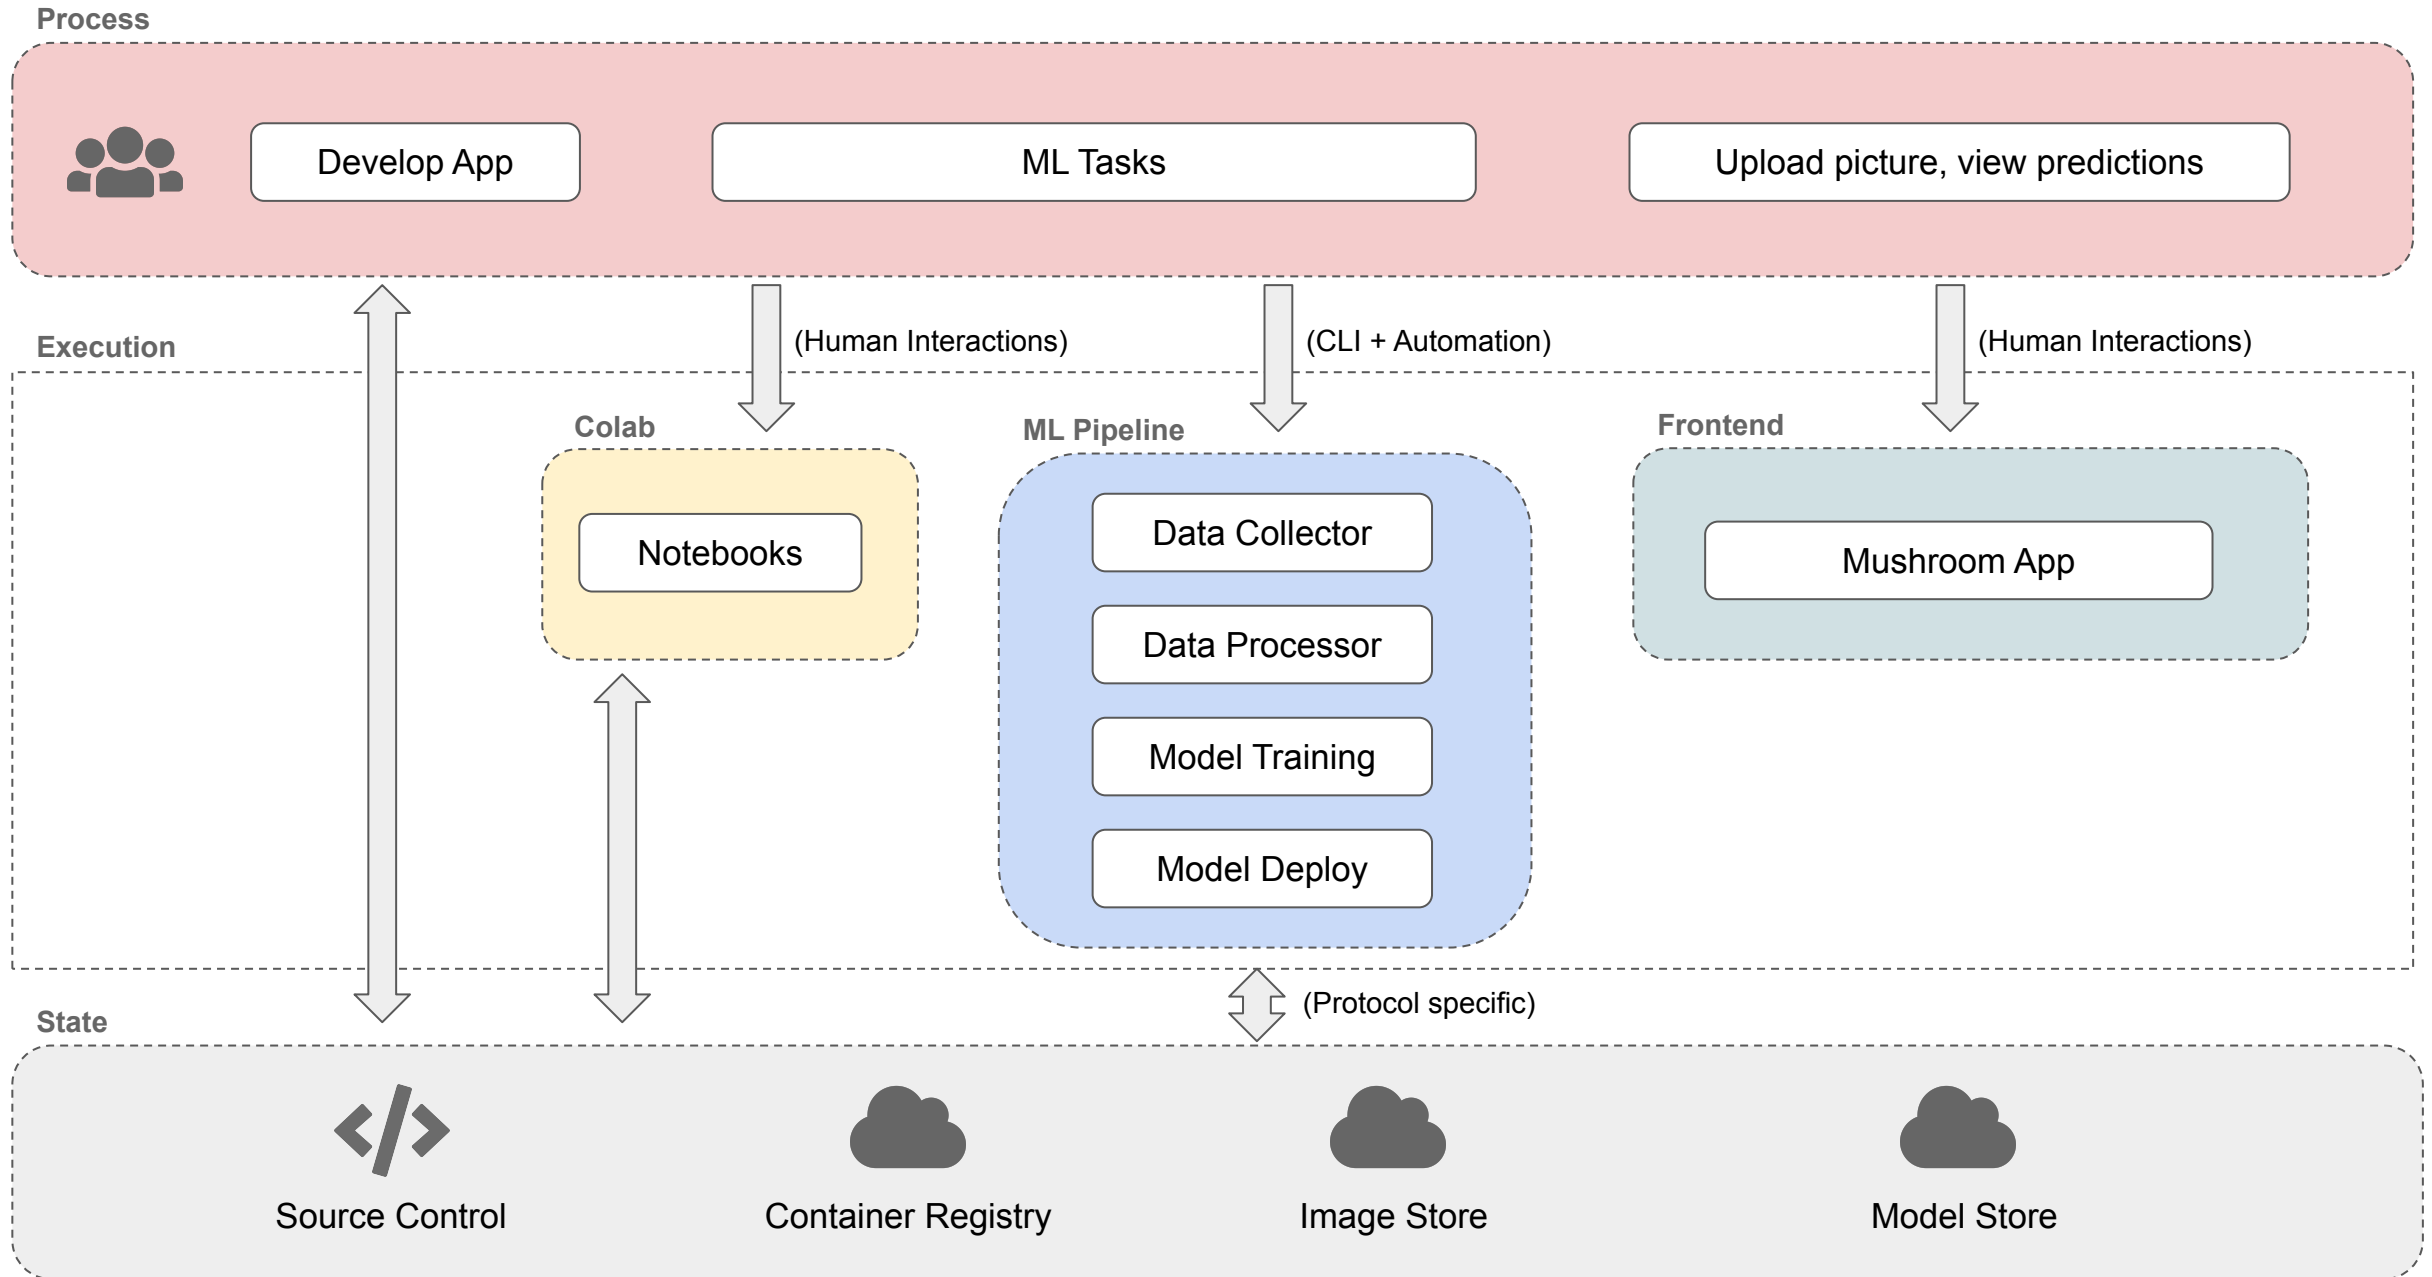 Process
Develop App
ML Tasks
Upload picture, view predictions
Execution
(Human Interactions)
(CLI + Automation)
(Human Interactions)
Colab
Notebooks
ML Pipeline
Data Collector
Data Processor
Model Training
Model Deploy
Frontend
Mushroom App
(Protocol specific)
State
Source Control
Container Registry
Image Store
Model Store